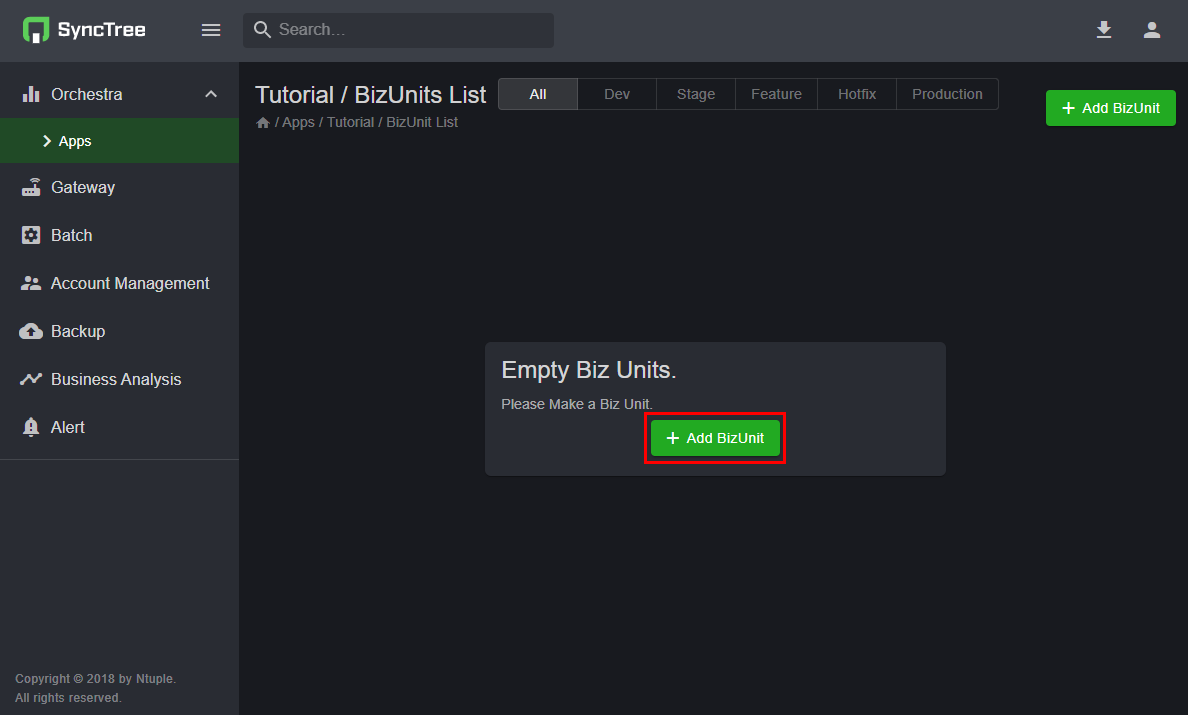 SyncTree
Search...
Orchestra
Apps
Gateway
Batch
Account Management
Backup
Business Analysis
Alert
Copyright © 2018 by Ntuple.
All rights reserved.
Tutorial / BizUnits List
All
Dev
Stage
Feature
Hotfix
Production
/ Apps / Tutorial / BizUnit List
+ Add BizUnit
Empty Biz Units.
Please Make a Biz Unit.
+ Add BizUnit